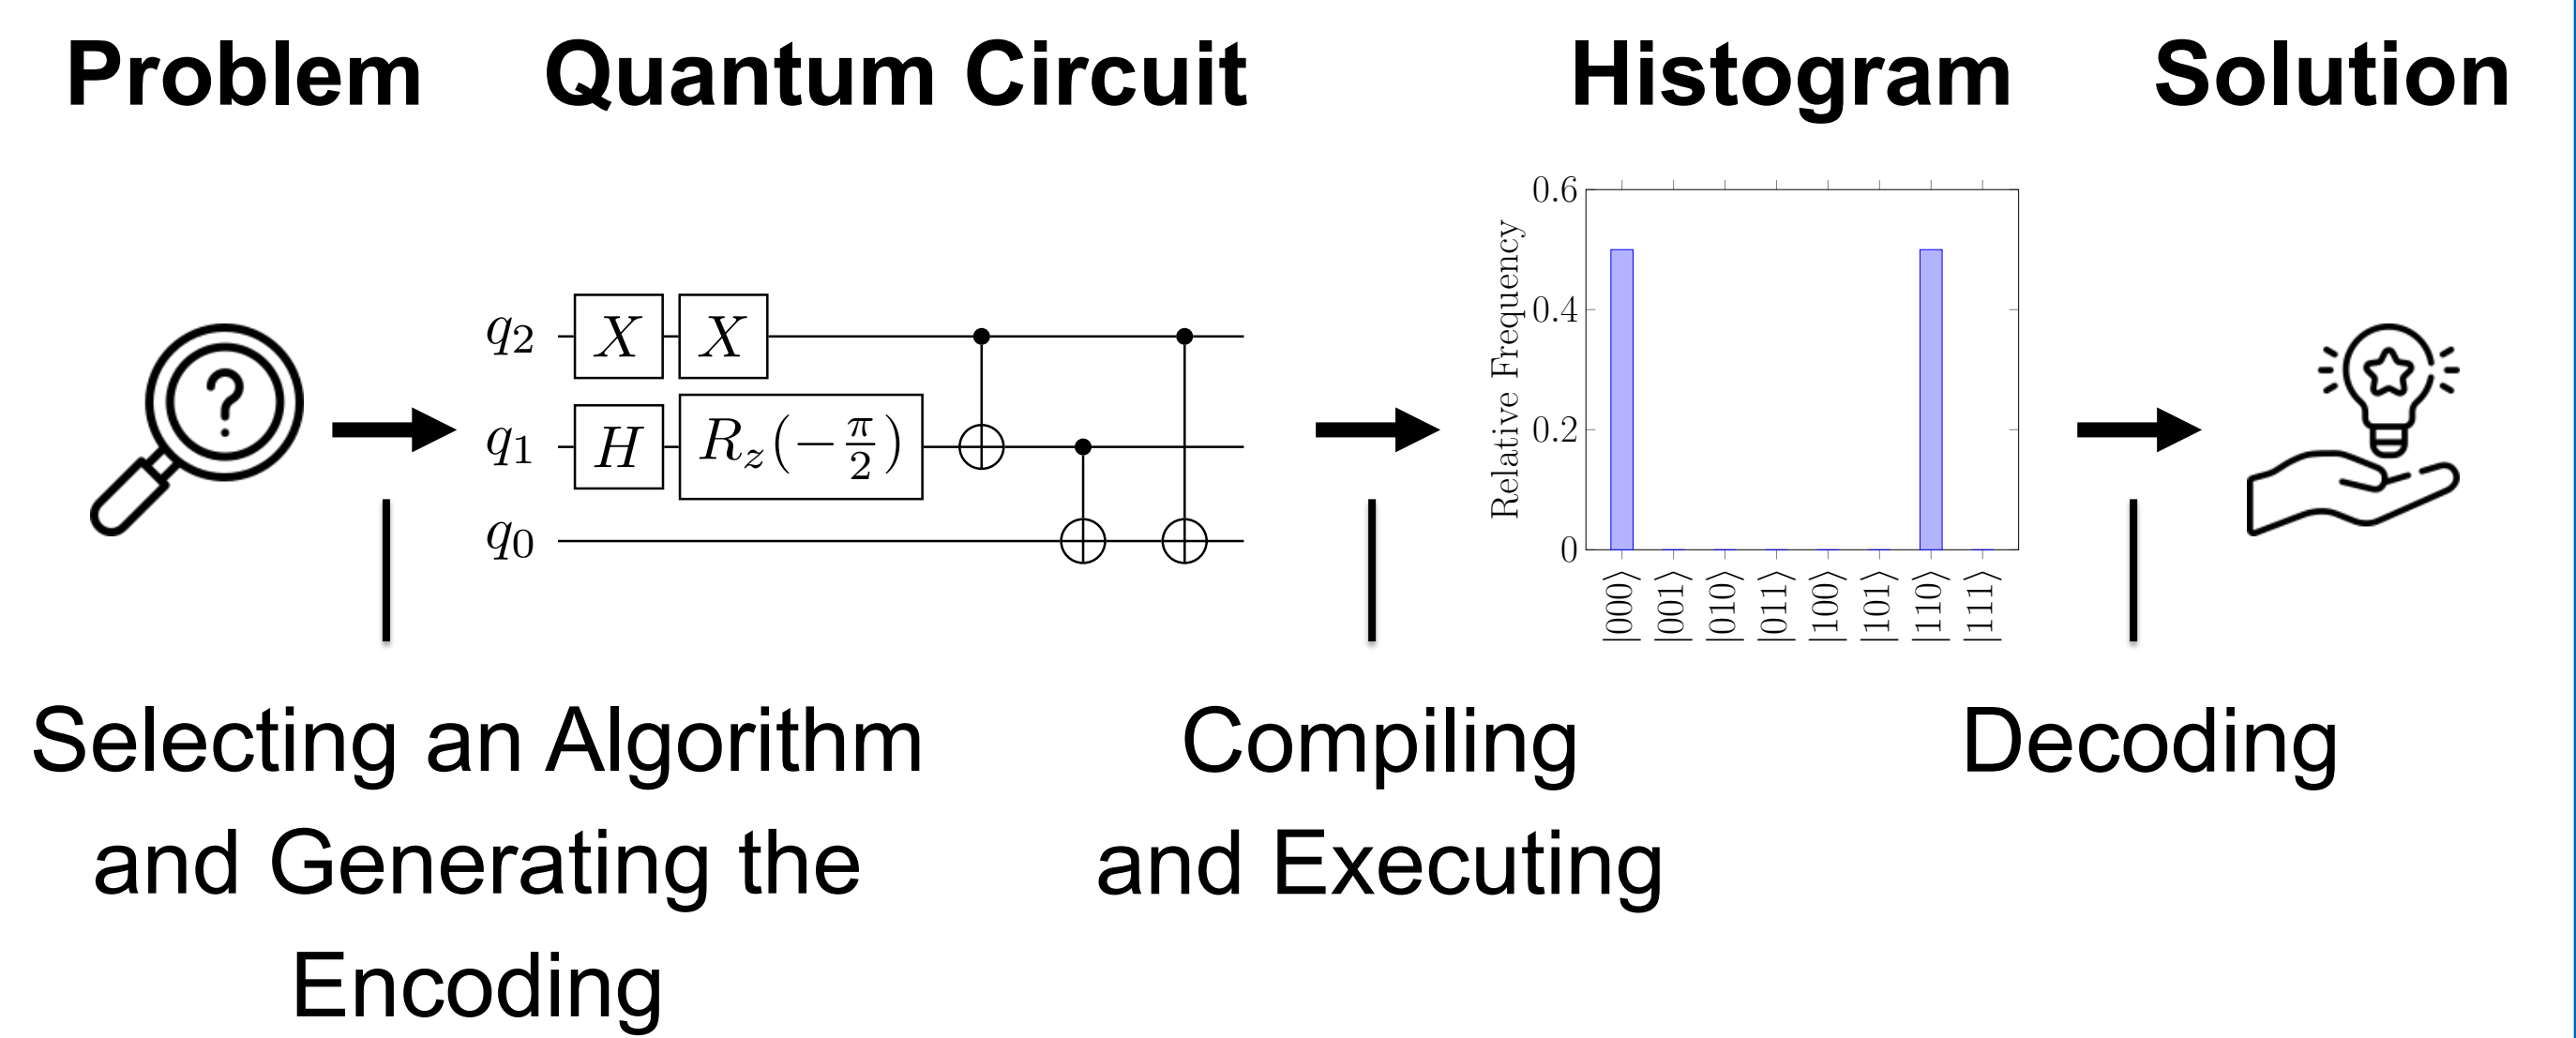 Problem
Quantum Circuit
Histogram
Solution
?
q₂
X
X
q₁
H
R_z(−π/2)
q₀
Relative Frequency
0.6
0.4
0.2
0
|000⟩
|001⟩
|010⟩
|011⟩
|100⟩
|101⟩
|110⟩
|111⟩
Selecting an Algorithm
and Generating the
Encoding
Compiling
and Executing
Decoding